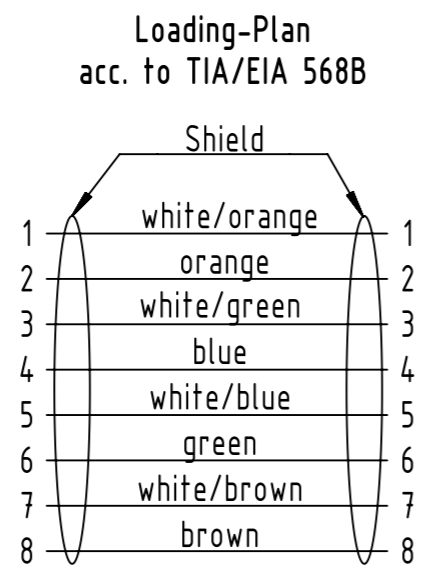 Loading-Plan
acc. to TIA/EIA 568B
Shield
1 white/orange 1
2 orange 2
3 white/green 3
4 blue 4
5 white/blue 5
6 green 6
7 white/brown 7
8 brown 8